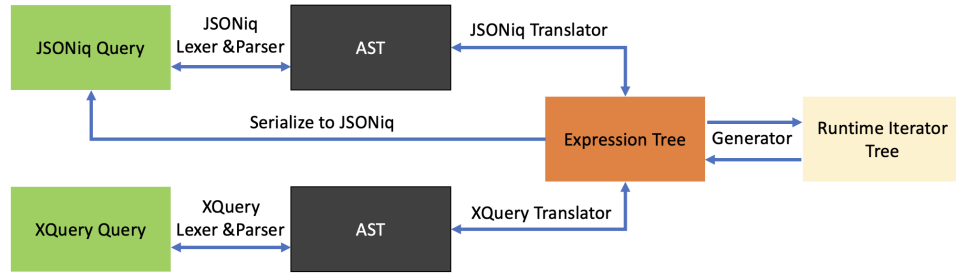 JSONiq Query
JSONiq
Lexer &Parser
AST
JSONiq Translator
Serialize to JSONiq
Expression Tree
Generator
Runtime Iterator
Tree
XQuery Query
XQuery
Lexer &Parser
AST
XQuery Translator